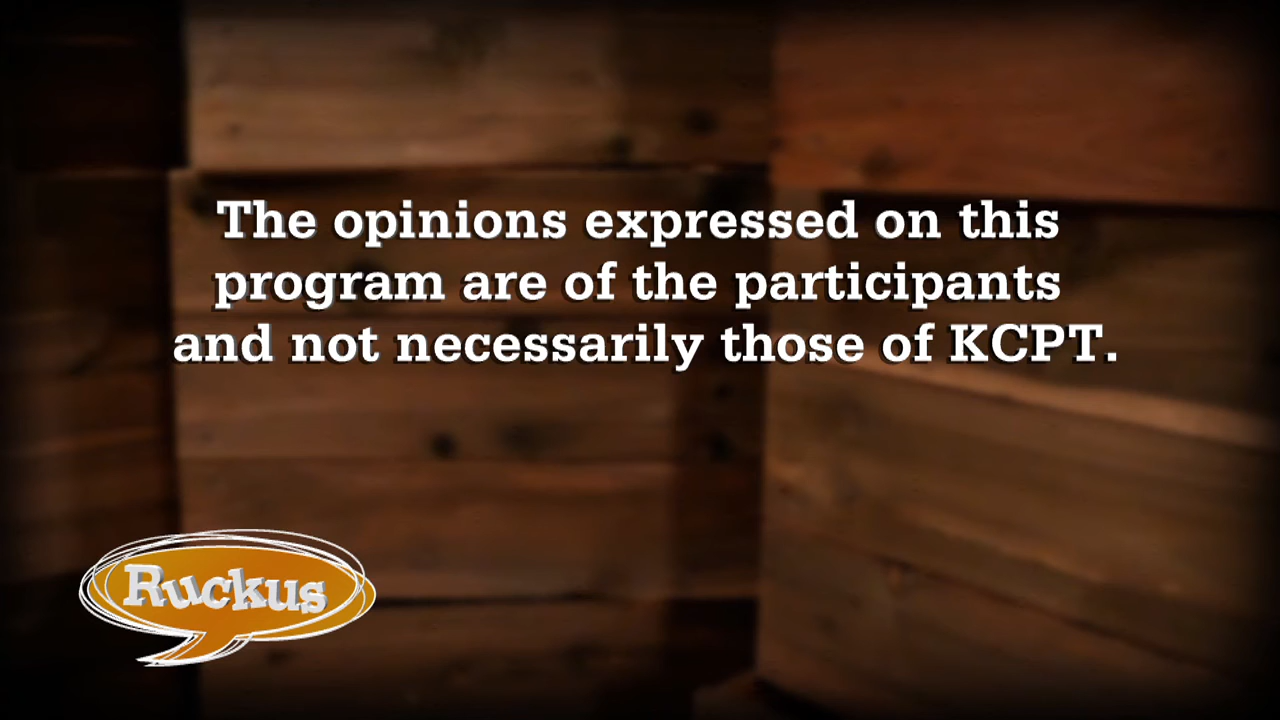 The opinions expressed on this
program are of the participants
and not necessarily those of KCPT.
Ruckus